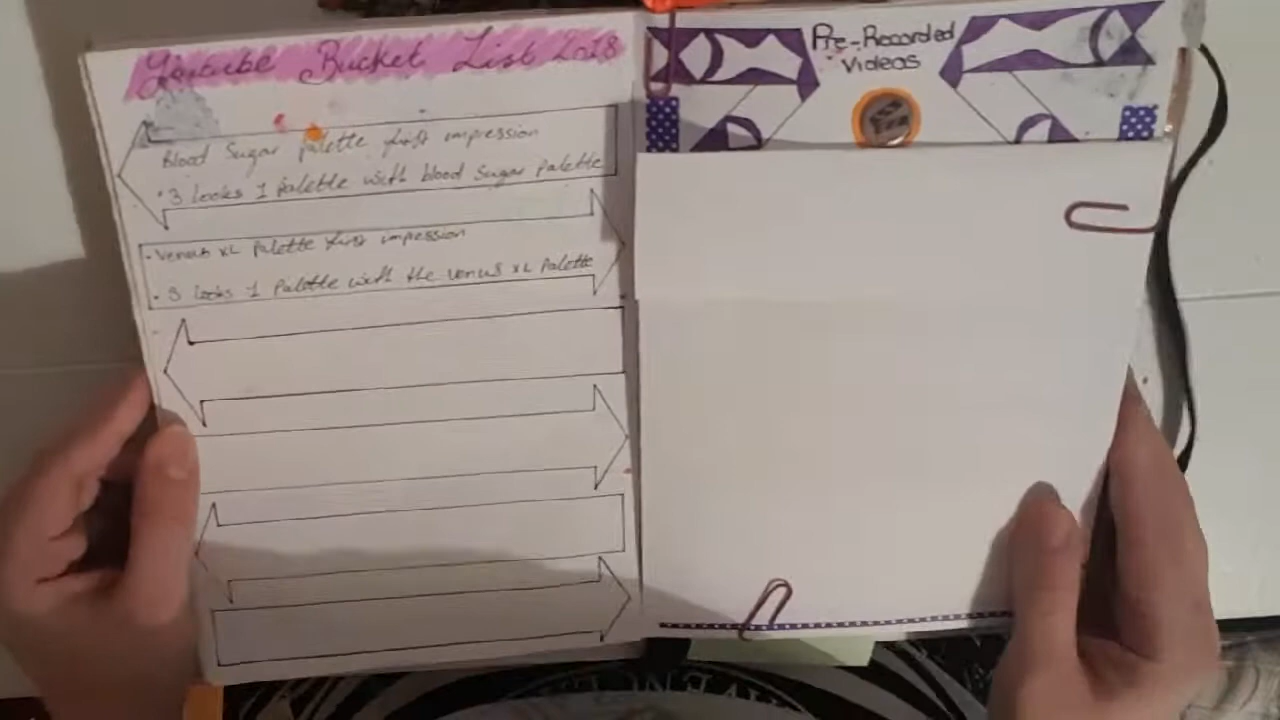 Youtube Bucket List 2018
Blood Sugar palette first impression
• 3 looks 1 palette with blood Sugar Palette
• Venus XL Palette first impression
• 3 looks 1 Palette with the venus XL Palette
Pre-Recorded
Videos